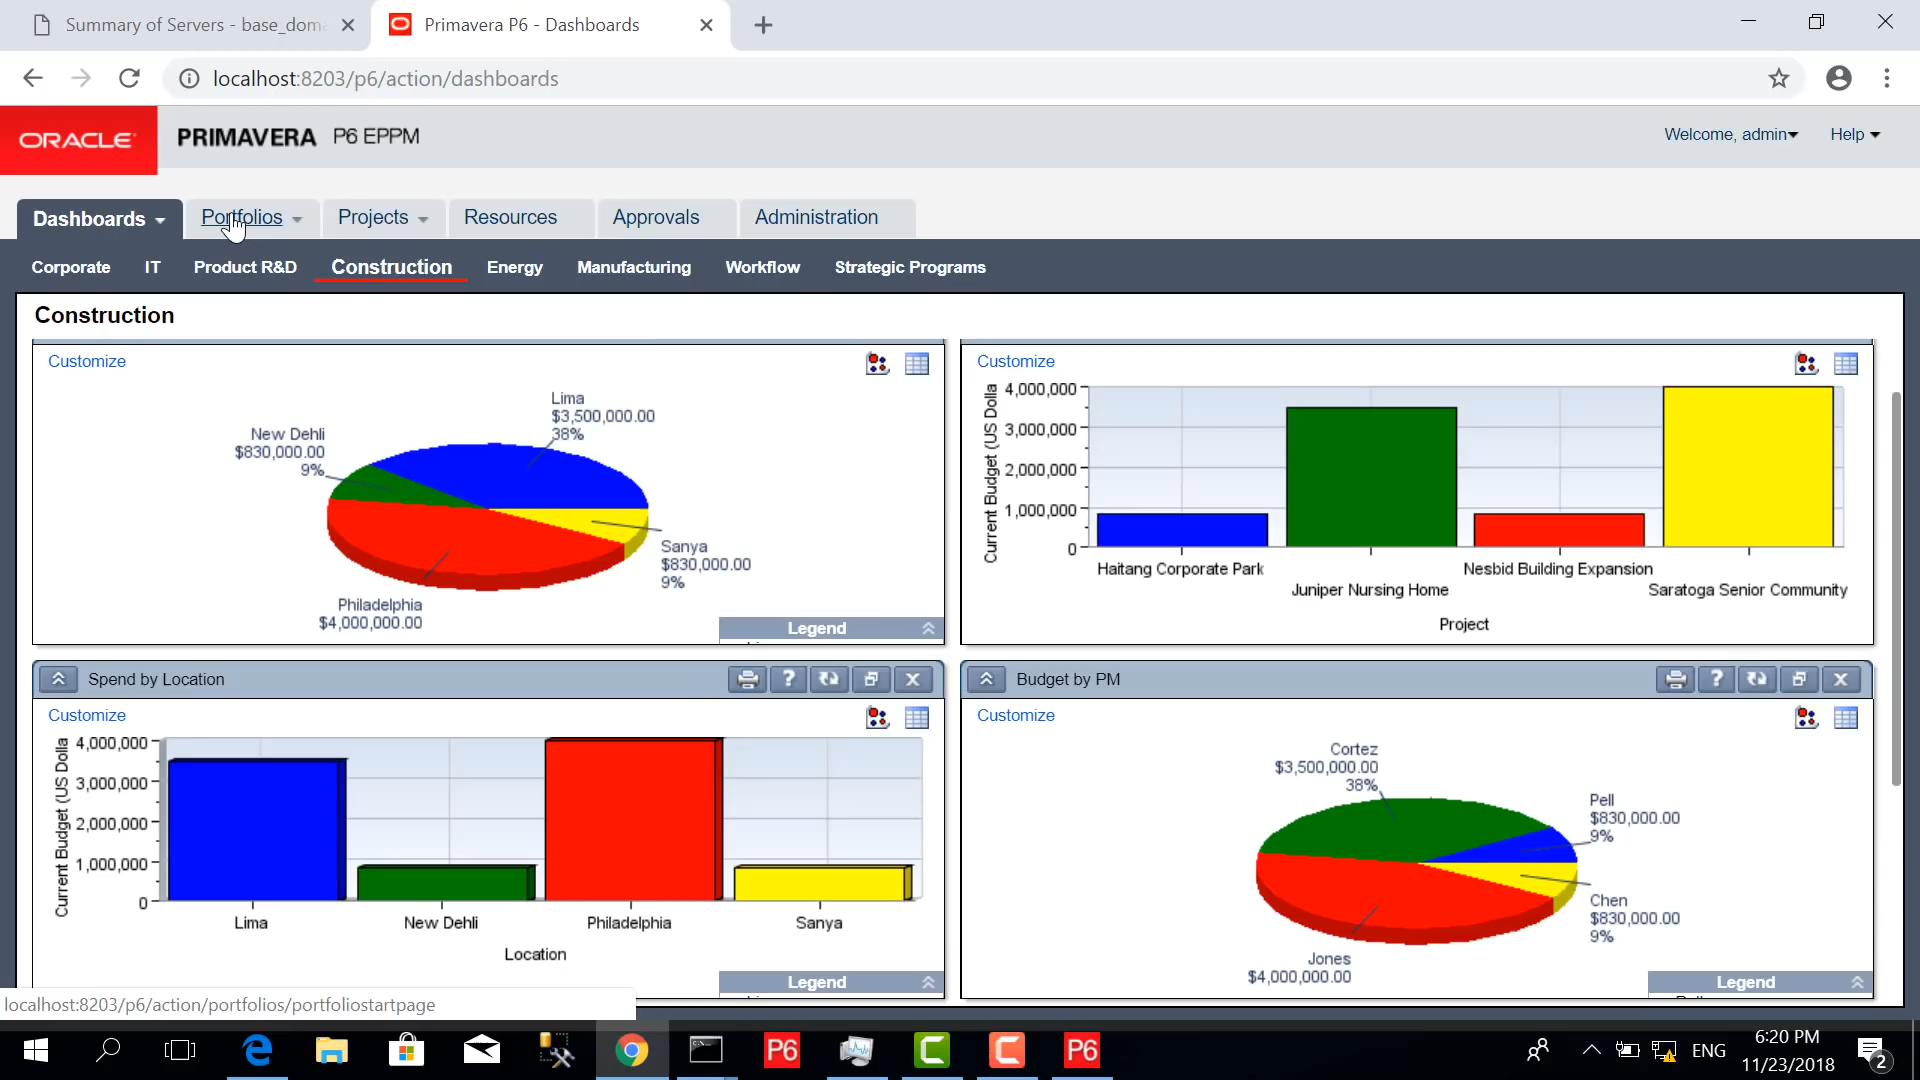 Summary of Servers - base_doma
Primavera P6 - Dashboards
localhost:8203/p6/action/dashboards
ORACLE
PRIMAVERA P6 EPPM
Welcome, admin
Help
Dashboards
Portfolios
Projects
Resources
Approvals
Administration
Corporate
IT
Product R&D
Construction
Energy
Manufacturing
Workflow
Strategic Programs
Construction
Customize
Lima
$3,500,000.00
38%
New Dehli
$830,000.00
9%
Sanya
$830,000.00
9%
Philadelphia
$4,000,000.00
Legend
Customize
Current Budget (US Dolla
4,000,000
3,000,000
2,000,000
1,000,000
0
Haitang Corporate Park
Juniper Nursing Home
Nesbid Building Expansion
Saratoga Senior Community
Project
Spend by Location
?
Customize
Current Budget (US Dolla
4,000,000
3,000,000
2,000,000
1,000,000
0
Lima
New Dehli
Philadelphia
Sanya
Location
Legend
Budget by PM
?
Customize
Cortez
$3,500,000.00
38%
Pell
$830,000.00
9%
Chen
$830,000.00
9%
Jones
$4,000,000.00
Legend
localhost:8203/p6/action/portfolios/portfoliostartpage
P6
P6
ENG
6:20 PM
11/23/2018
2